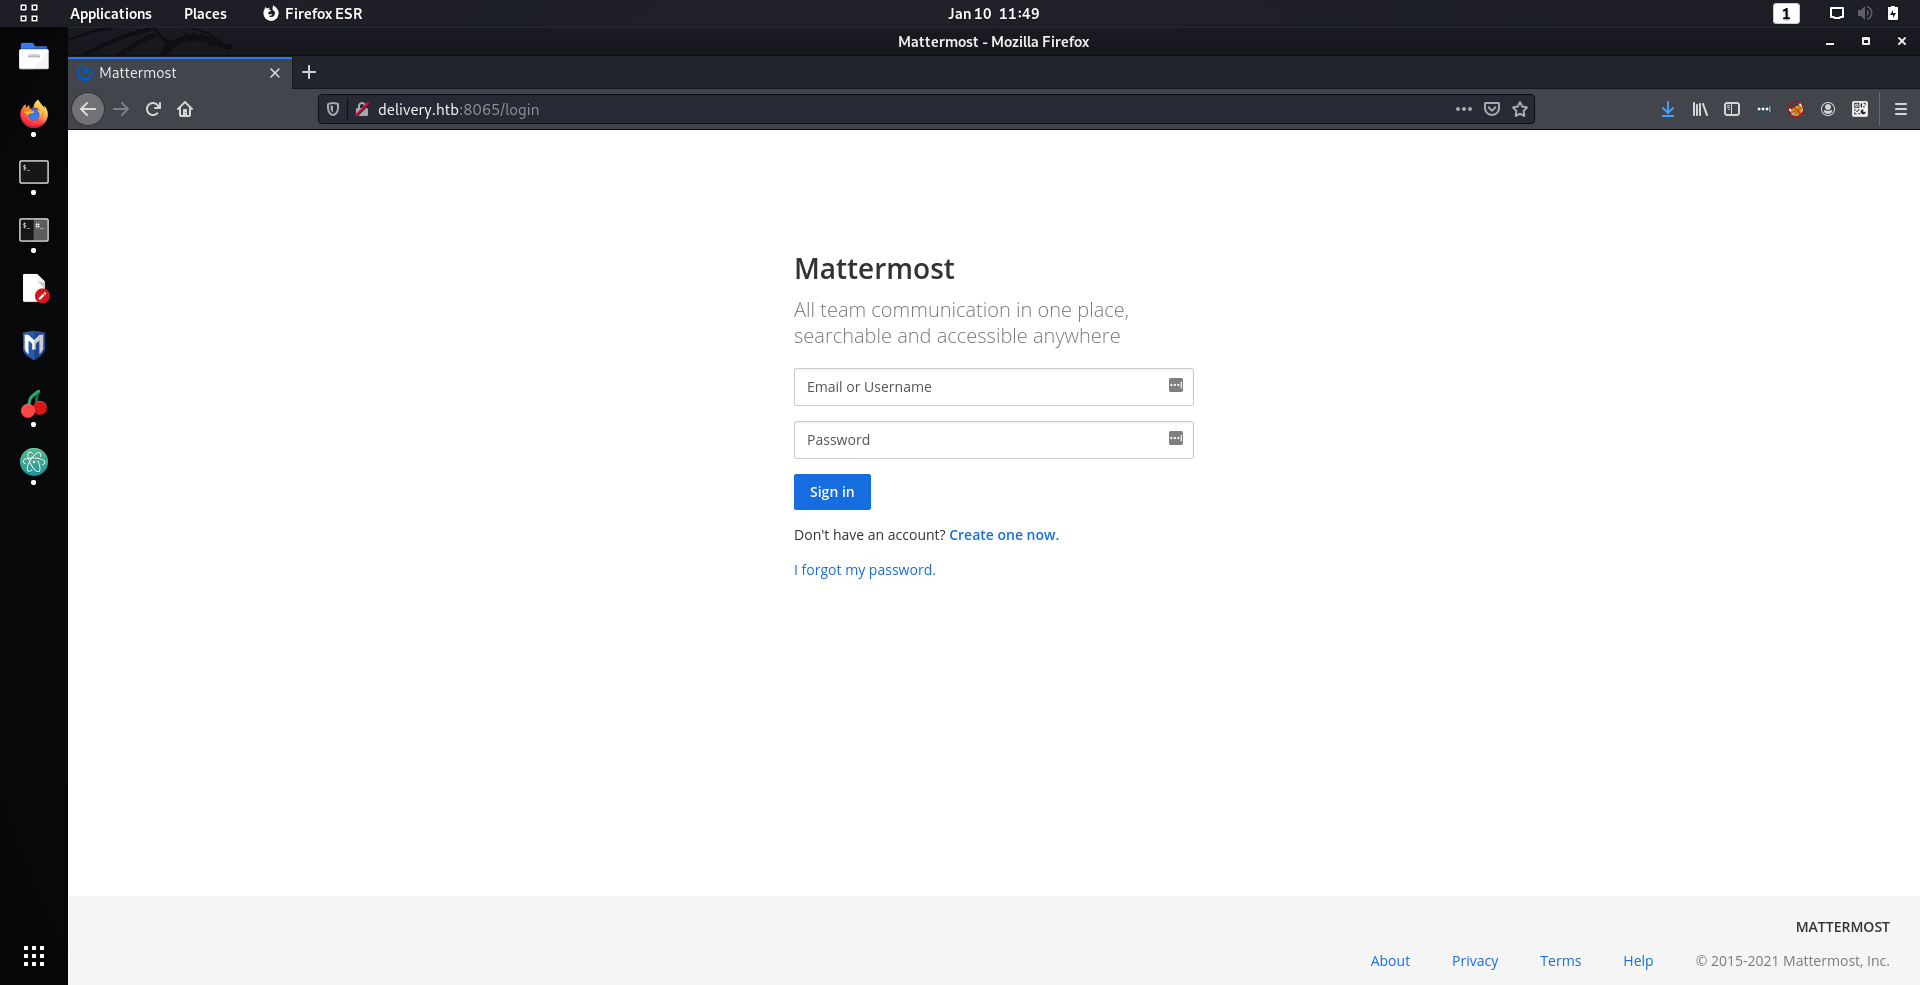 Applications Places Firefox ESR Jan 10 11:49 1
Mattermost - Mozilla Firefox
Mattermost
delivery.htb:8065/login
Mattermost
All team communication in one place,
searchable and accessible anywhere
Email or Username
Password
Sign in
Don't have an account? Create one now.
I forgot my password.
MATTERMOST
About Privacy Terms Help © 2015-2021 Mattermost, Inc.